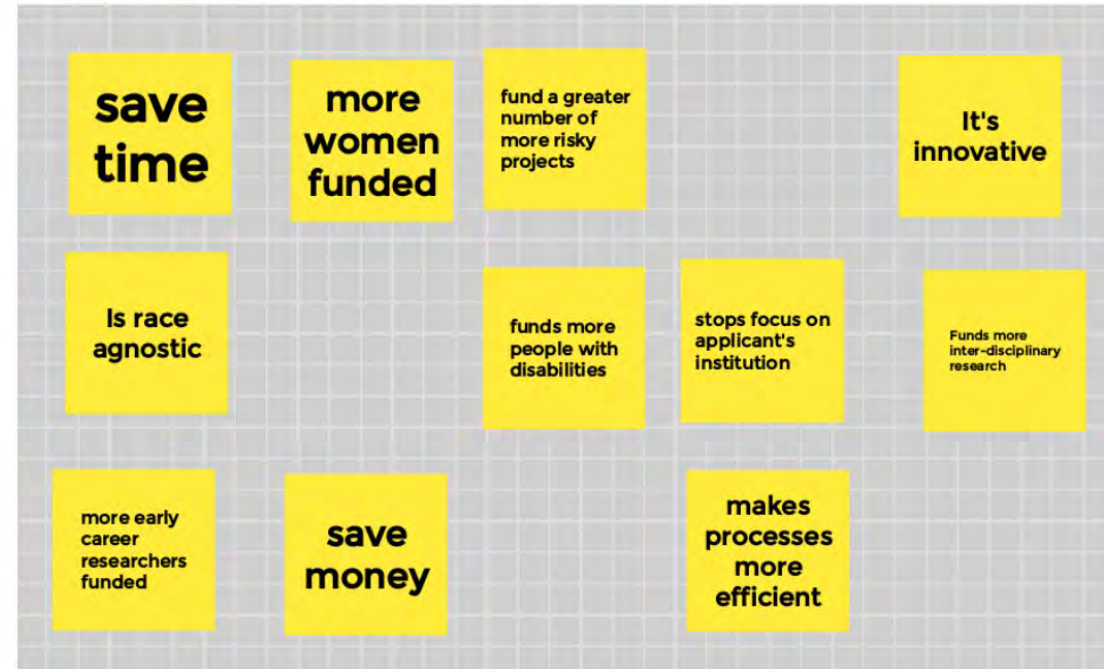 save
time
more
women
funded
fund a greater
number of
more risky
projects
It's
innovative
Is race
agnostic
funds more
people with
disabilities
stops focus on
applicant's
institution
Funds more
inter-disciplinary
research
more early
career
researchers
funded
save
money
makes
processes
more
efficient